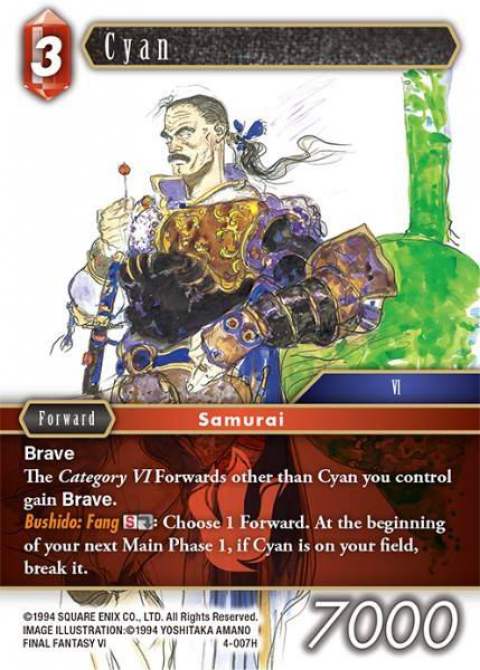 3
Cyan
VI
Forward
Samurai
Brave
The Category VI Forwards other than Cyan you control
gain Brave.
Bushido: Fang S: Choose 1 Forward. At the beginning
of your next Main Phase 1, if Cyan is on your field,
break it.
©1994 SQUARE ENIX CO., LTD. All Rights Reserved.
IMAGE ILLUSTRATION:©1994 YOSHITAKA AMANO
FINAL FANTASY VI
4-007H
7000